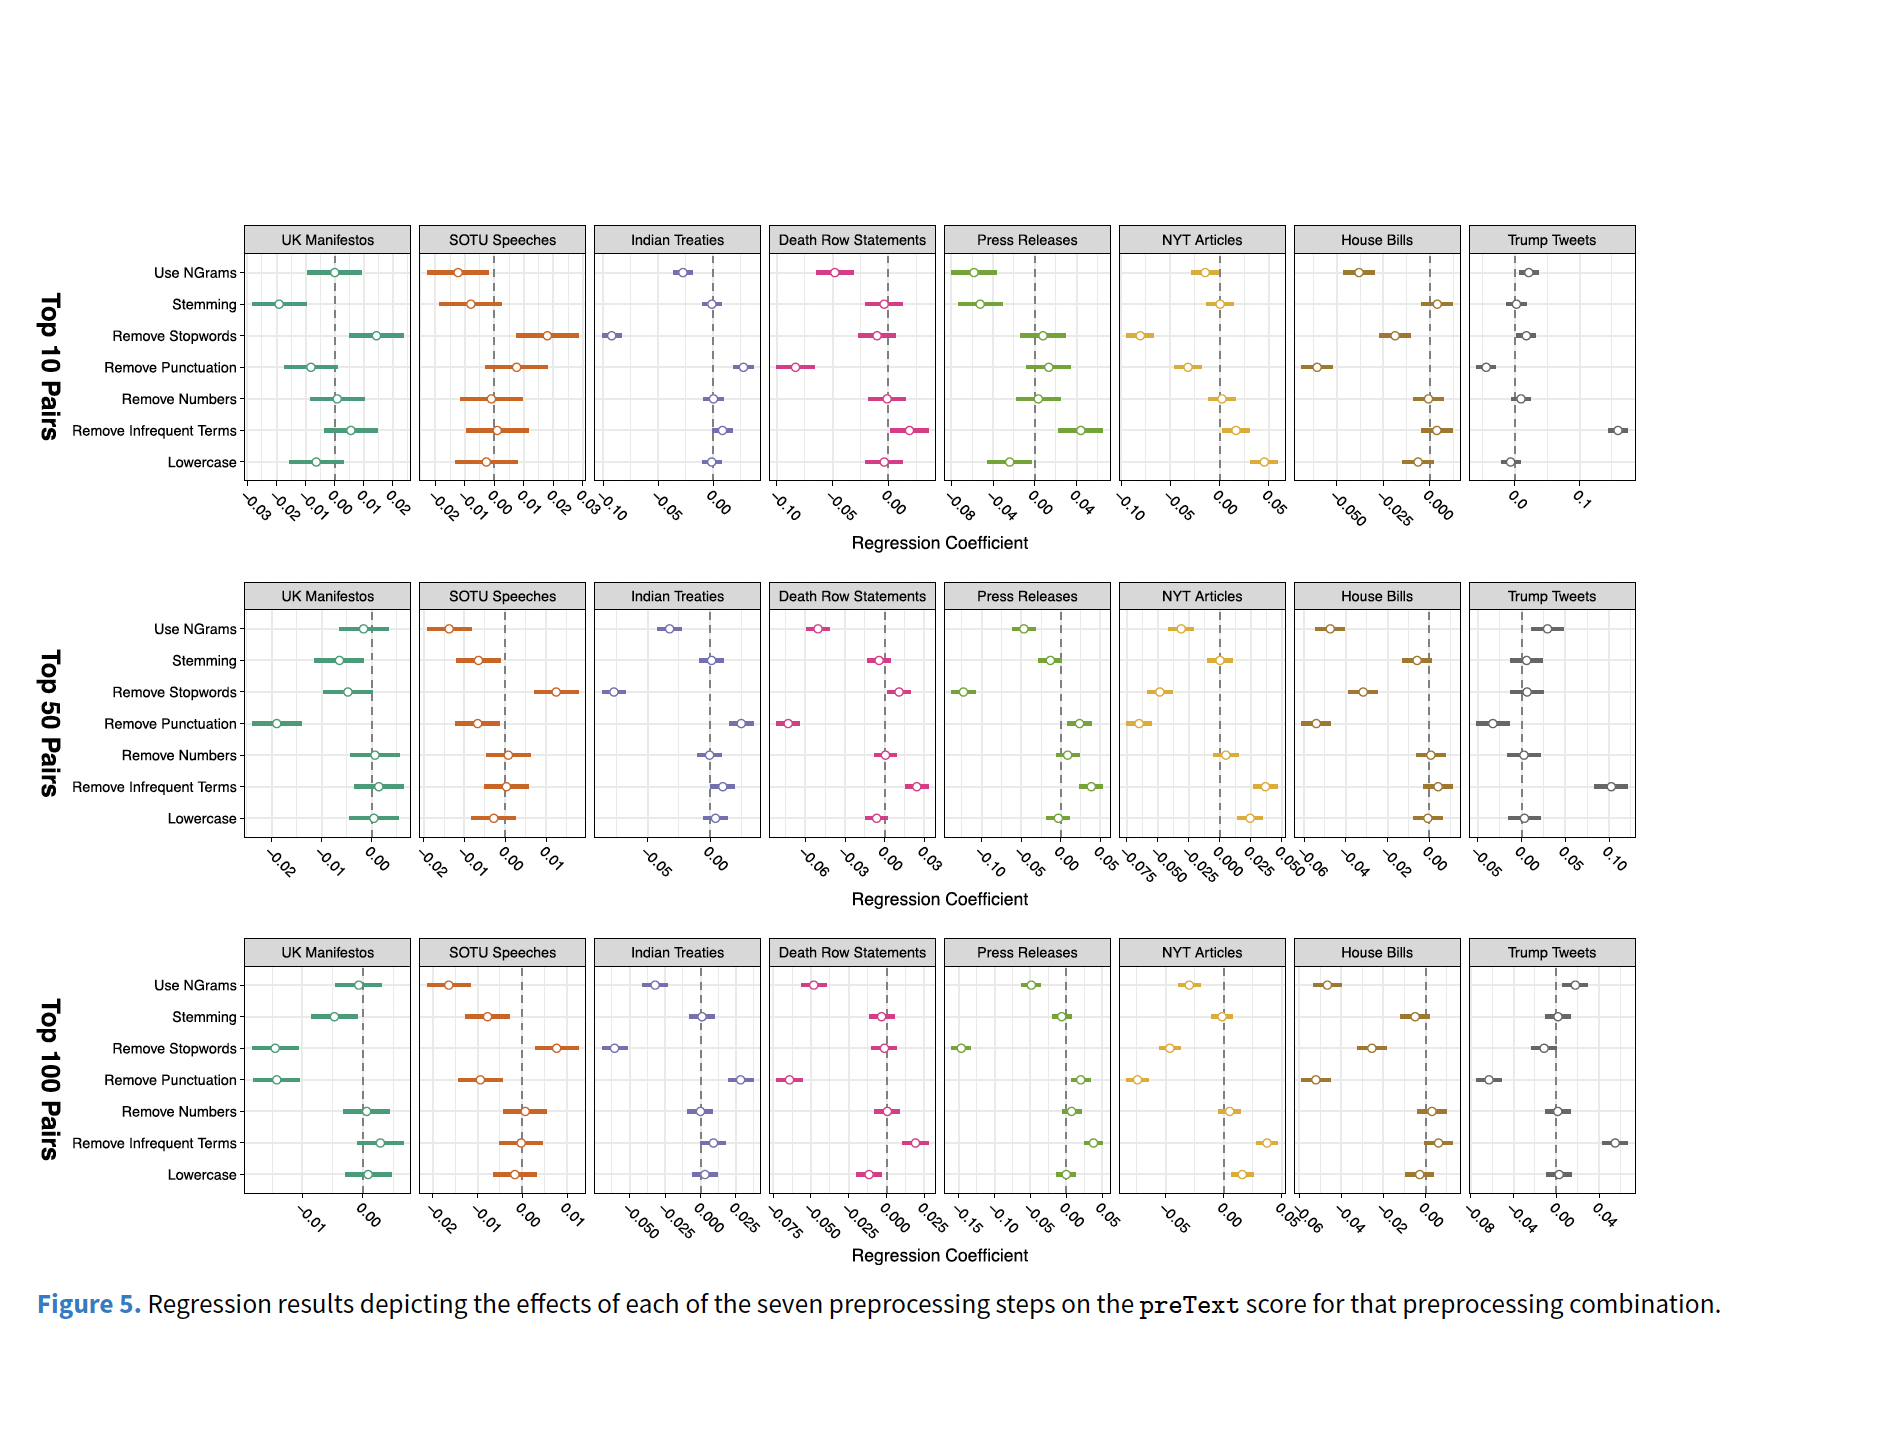 Top 10 Pairs
UK Manifestos SOTU Speeches Indian Treaties Death Row Statements Press Releases NYT Articles House Bills Trump Tweets
Use NGrams
Stemming
Remove Stopwords
Remove Punctuation
Remove Numbers
Remove Infrequent Terms
Lowercase
−0.03 −0.02 −0.01 0.00 0.01 0.02 −0.02 −0.01 0.00 0.01 0.02 0.03 −0.10 −0.05 0.00 −0.10 −0.05 0.00 −0.08 −0.04 0.00 0.04 −0.10 −0.05 0.00 0.05 −0.050 −0.025 0.000 0.0 0.1
Regression Coefficient
Top 50 Pairs
UK Manifestos SOTU Speeches Indian Treaties Death Row Statements Press Releases NYT Articles House Bills Trump Tweets
Use NGrams
Stemming
Remove Stopwords
Remove Punctuation
Remove Numbers
Remove Infrequent Terms
Lowercase
−0.02 −0.01 0.00 −0.02 −0.01 0.00 0.01 −0.05 0.00 −0.06 −0.03 0.00 0.03 −0.10 −0.05 0.00 0.05 −0.075 −0.050 −0.025 0.000 0.025 0.050 −0.06 −0.04 −0.02 0.00 −0.05 0.00 0.05 0.10
Regression Coefficient
Top 100 Pairs
UK Manifestos SOTU Speeches Indian Treaties Death Row Statements Press Releases NYT Articles House Bills Trump Tweets
Use NGrams
Stemming
Remove Stopwords
Remove Punctuation
Remove Numbers
Remove Infrequent Terms
Lowercase
−0.01 0.00 −0.02 −0.01 0.00 0.01 −0.050 −0.025 0.000 0.025 −0.075 −0.050 −0.025 0.000 0.025 −0.15 −0.10 −0.05 0.00 0.05 −0.05 0.00 0.05 −0.06 −0.04 −0.02 0.00 −0.08 −0.04 0.00 0.04
Regression Coefficient
Figure 5. Regression results depicting the effects of each of the seven preprocessing steps on the preText score for that preprocessing combination.